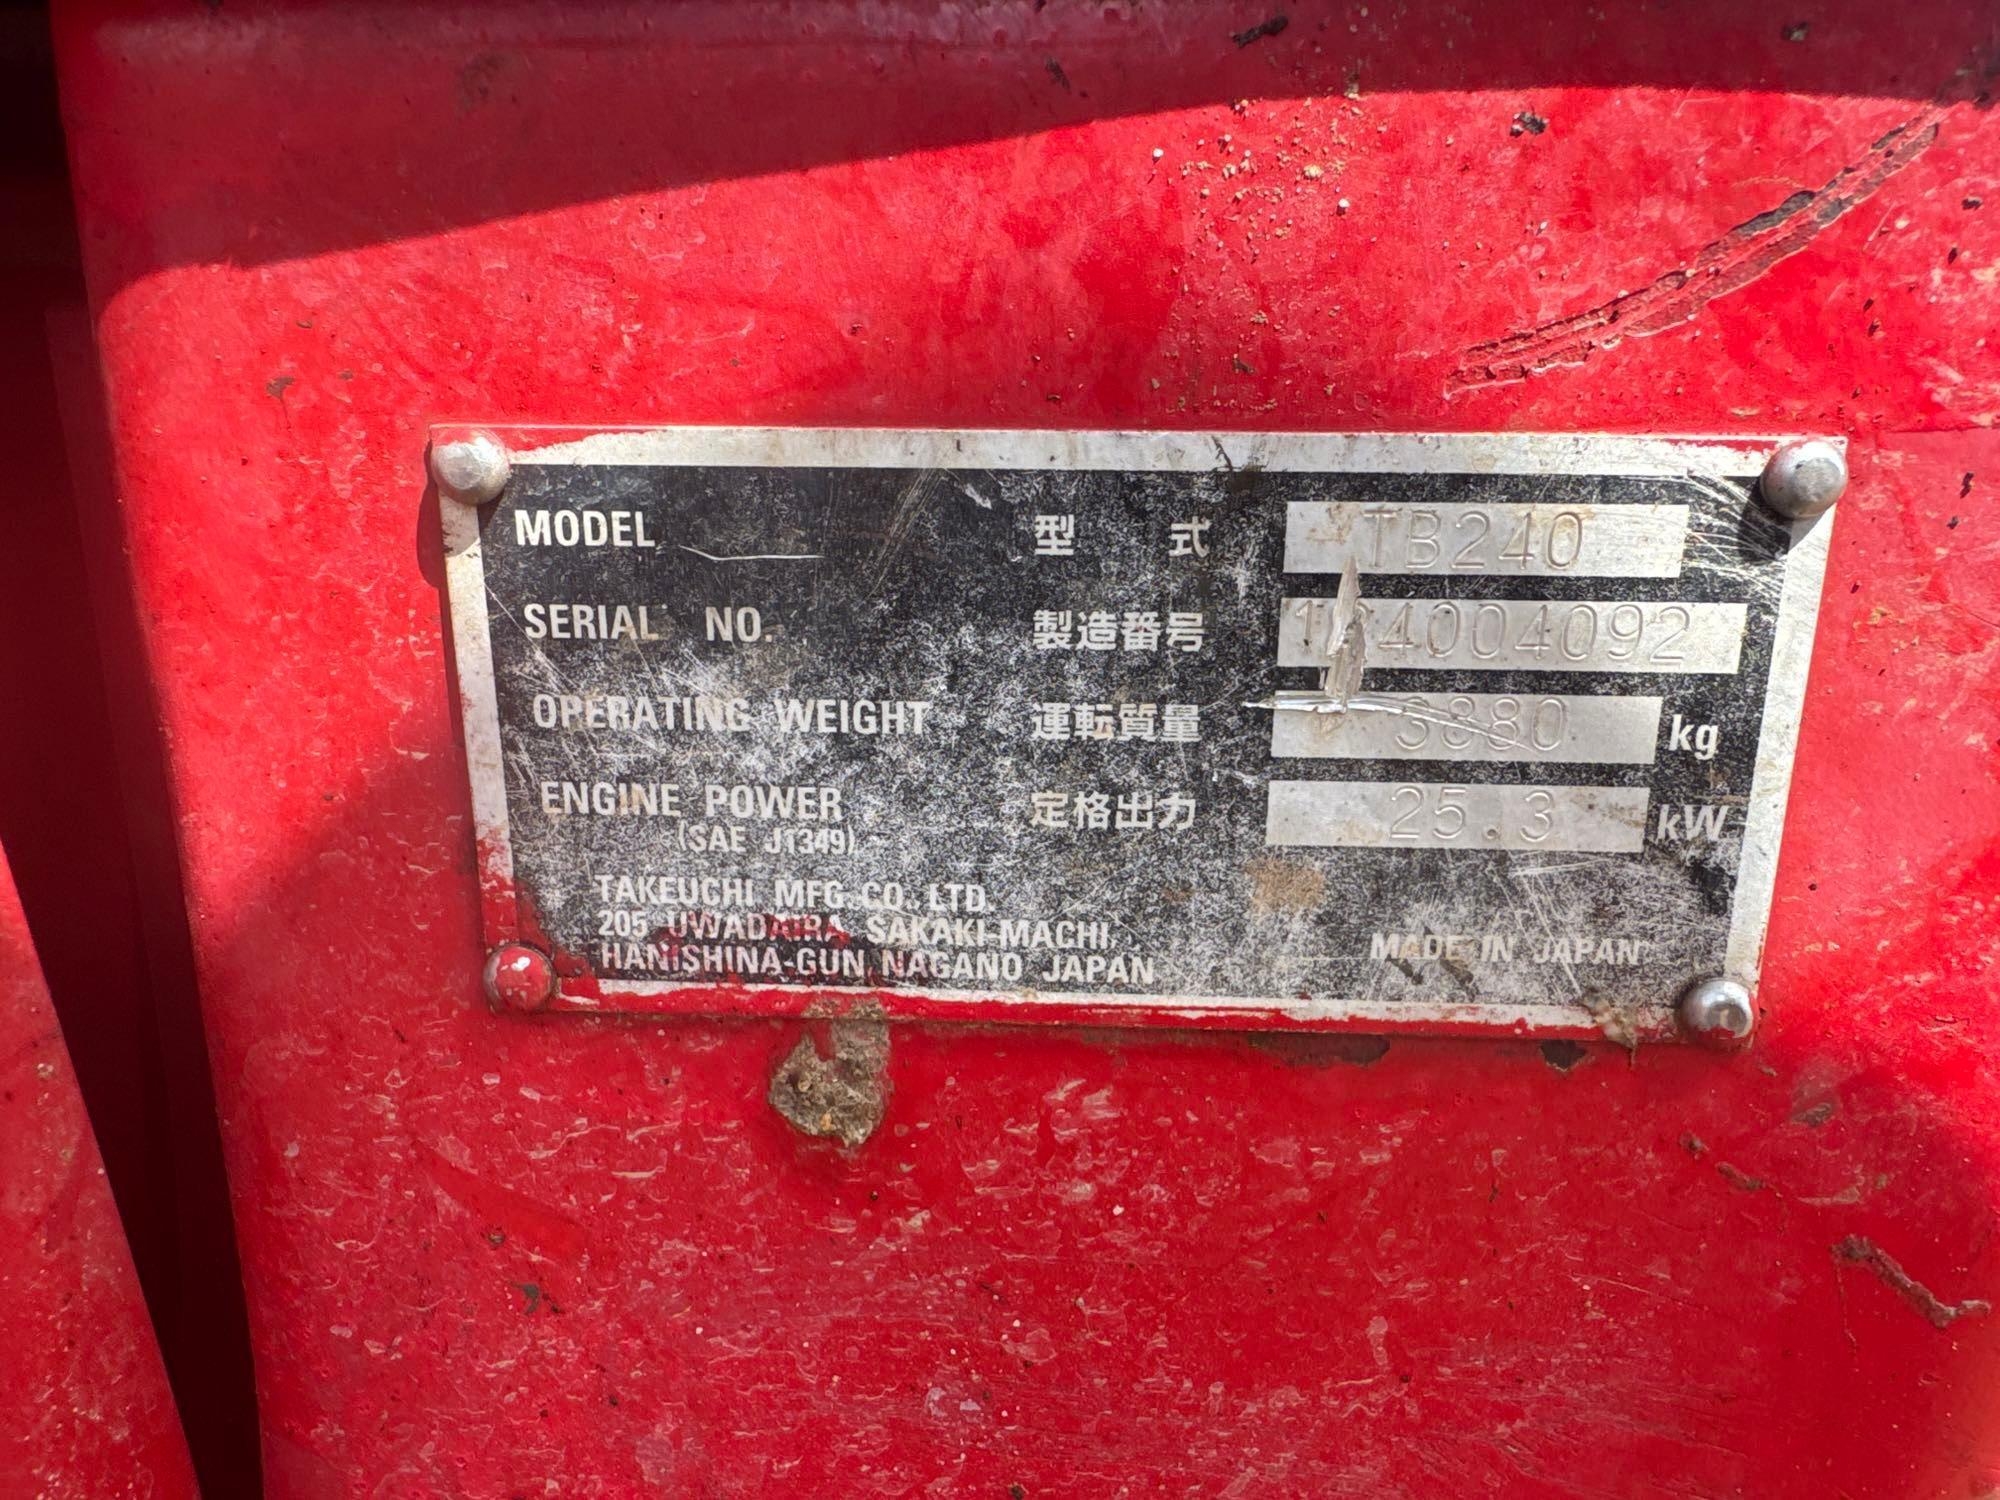 MODEL 型 式 TB240
SERIAL NO. 製造番号
OPERATING WEIGHT 運転質量 kg
ENGINE POWER 定格出力 25.3 kW
(SAE J1349)
TAKEUCHI MFG.CO.,LTD.
205 UWADAIRA SAKAKI-MACHI,
HANISHINA-GUN, NAGANO JAPAN
MADE IN JAPAN